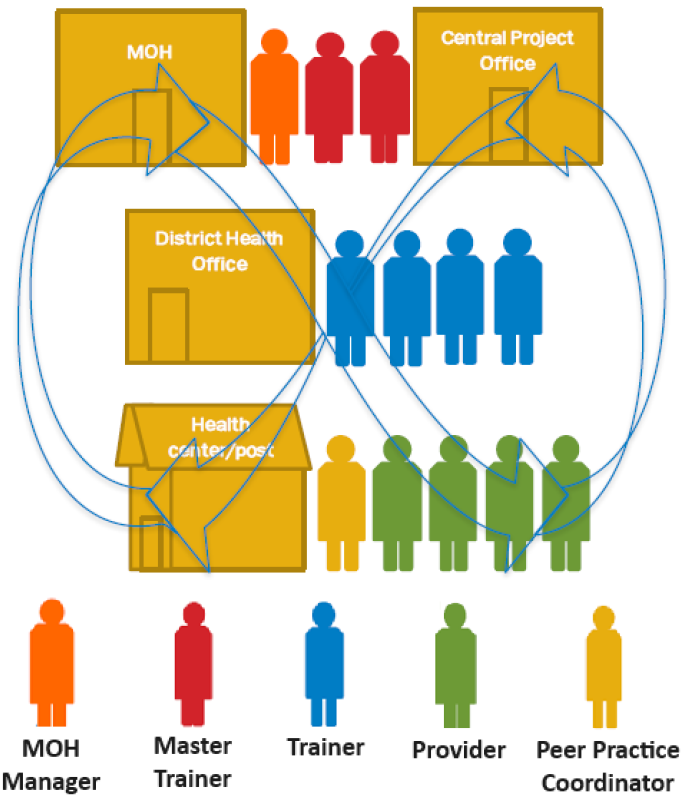 MOH
Central Project
Office
District Health
Office
Health
center/post
MOH
Manager
Master
Trainer
Trainer
Provider
Peer Practice
Coordinator